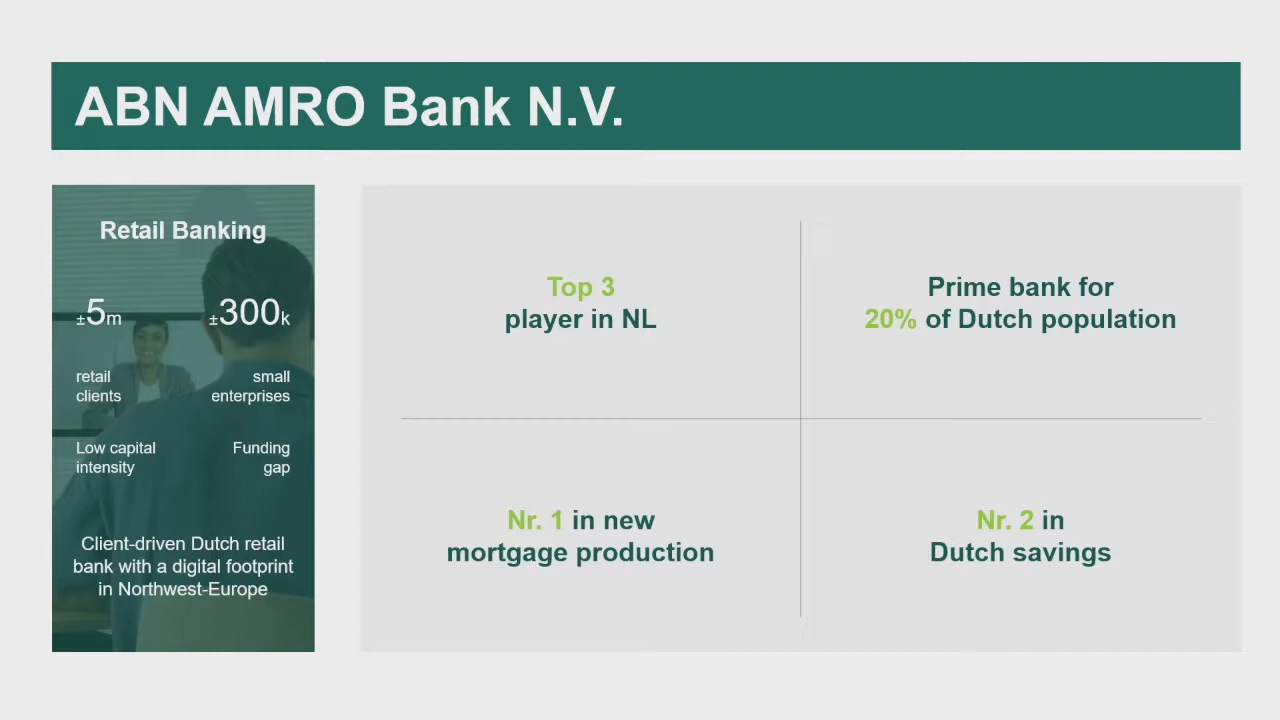 ABN AMRO Bank N.V.
Retail Banking
±5m
±300k
retail
clients
small
enterprises
Low capital
intensity
Funding
gap
Client-driven Dutch retail
bank with a digital footprint
in Northwest-Europe
Top 3
player in NL
Prime bank for
20% of Dutch population
Nr. 1 in new
mortgage production
Nr. 2 in
Dutch savings